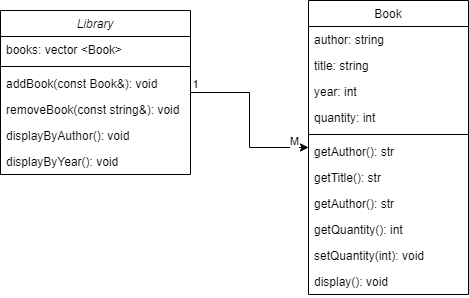 Library
books: vector <Book>
addBook(const Book&): void
removeBook(const string&): void
displayByAuthor(): void
displayByYear(): void
1
M
Book
author: string
title: string
year: int
quantity: int
getAuthor(): str
getTitle(): str
getAuthor(): str
getQuantity(): int
setQuantity(int): void
display(): void